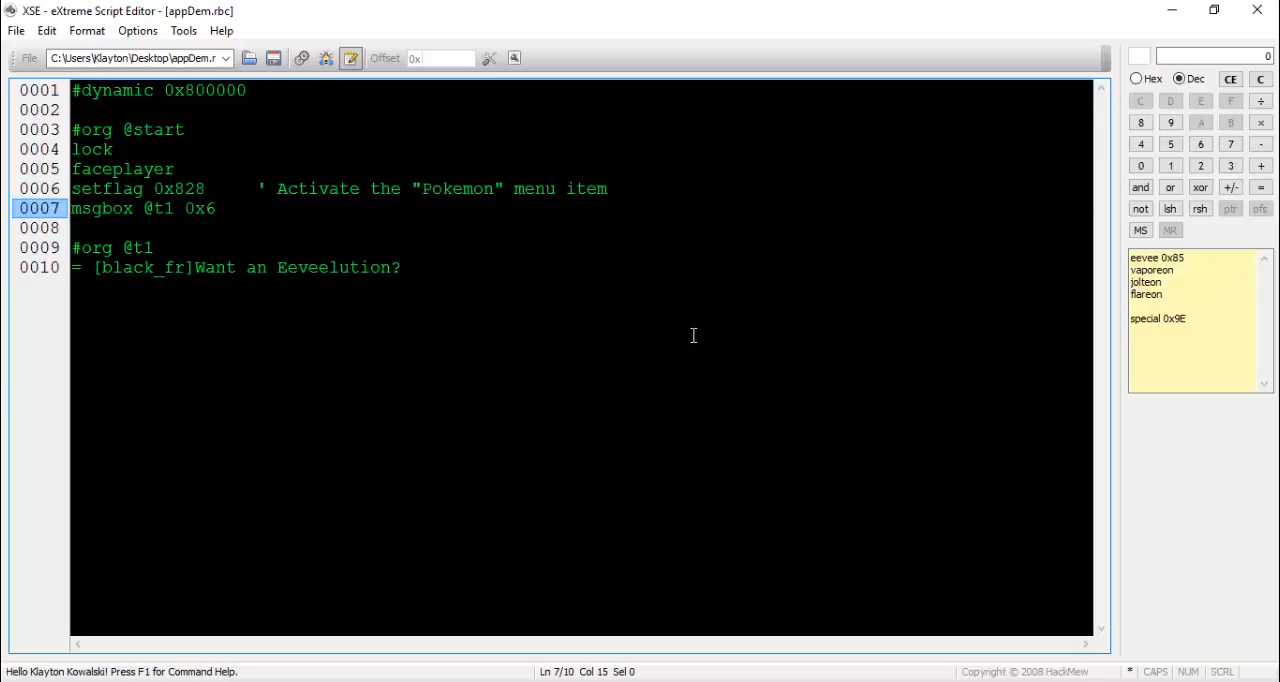 XSE - eXtreme Script Editor - [appDem.rbc]
File Edit Format Options Tools Help
File C:\Users\Klayton\Desktop\appDem.r Offset 0x
0
Hex Dec CE C
C D E F ÷
8 9 A B ×
4 5 6 7 -
0 1 2 3 +
and or xor +/- =
not lsh rsh ptr ofs
MS MR
0001 #dynamic 0x800000
0002
0003 #org @start
0004 lock
0005 faceplayer
0006 setflag 0x828 ' Activate the "Pokemon" menu item
0007 msgbox @t1 0x6
0008
0009 #org @t1
0010 = [black_fr]Want an Eeveelution?
eevee 0x85
vaporeon
jolteon
flareon
special 0x9E
Hello Klayton Kowalski! Press F1 for Command Help. Ln 7/10 Col 15 Sel 0 Copyright © 2008 HackMew * CAPS NUM SCRL